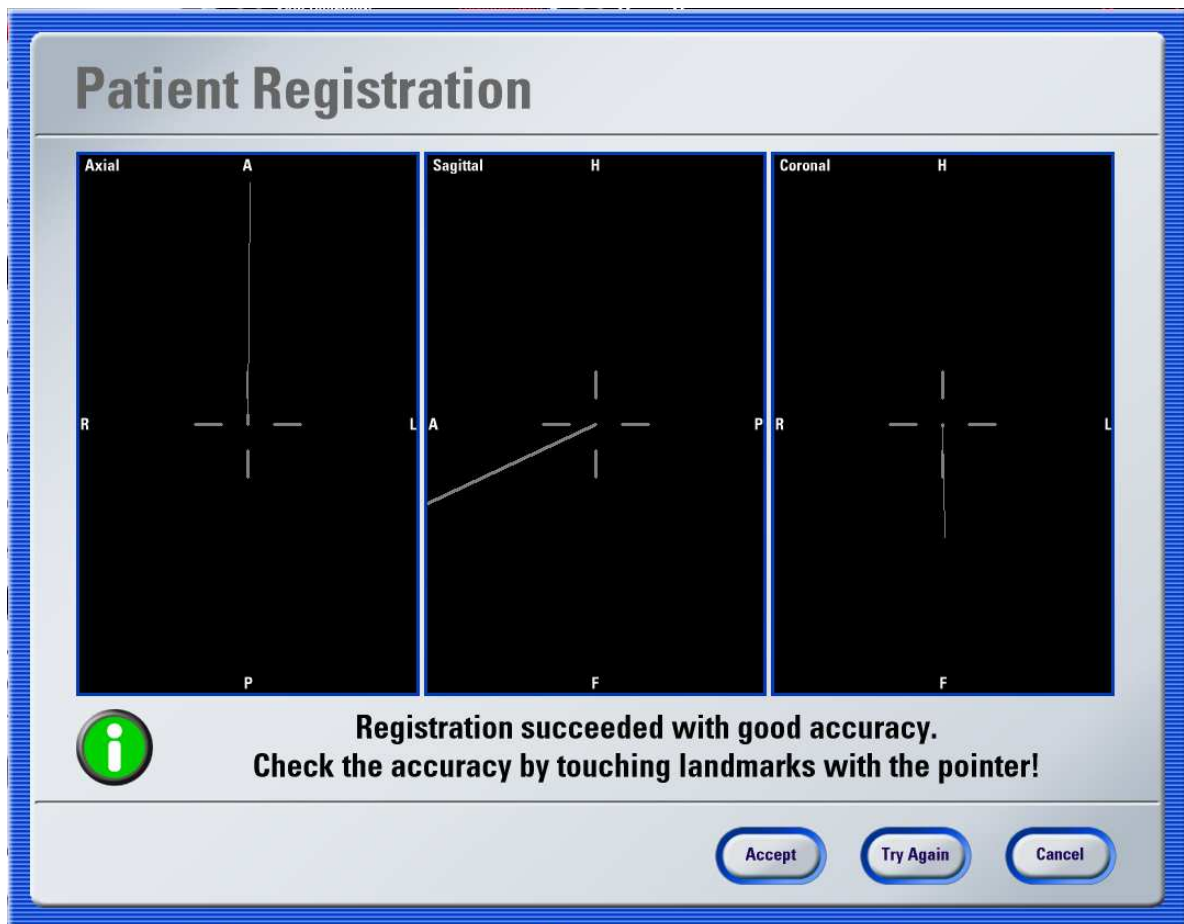 Patient Registration
Axial A
Sagittal H
Coronal H
R L
A P
R L
P
F
F
Registration succeeded with good accuracy.
Check the accuracy by touching landmarks with the pointer!
Accept Try Again Cancel